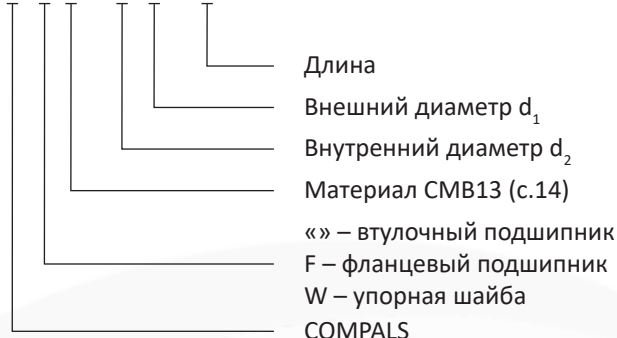 Длина
Внешний диаметр d₁
Внутренний диаметр d₂
Материал CMB13 (с.14)
«» – втулочный подшипник
F – фланцевый подшипник
W – упорная шайба
COMPALS